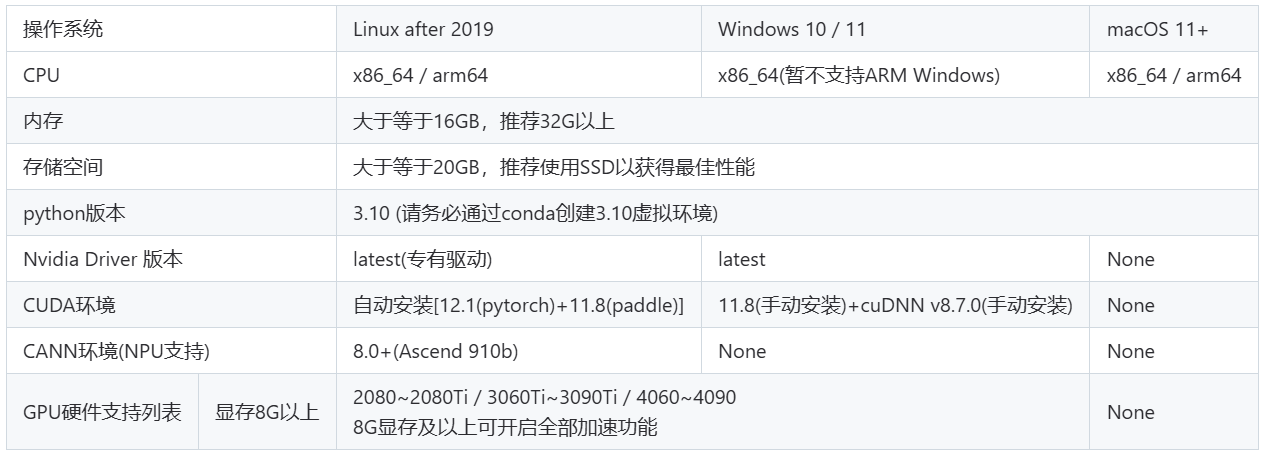 操作系统 Linux after 2019 Windows 10 / 11 macOS 11+
CPU x86_64 / arm64 x86_64(暂不支持ARM Windows) x86_64 / arm64
内存 大于等于16GB，推荐32G以上
存储空间 大于等于20GB，推荐使用SSD以获得最佳性能
python版本 3.10 (请务必通过conda创建3.10虚拟环境)
Nvidia Driver 版本 latest(专有驱动) latest None
CUDA环境 自动安装[12.1(pytorch)+11.8(paddle)] 11.8(手动安装)+cuDNN v8.7.0(手动安装) None
CANN环境(NPU支持) 8.0+(Ascend 910b) None None
GPU硬件支持列表 显存8G以上 2080~2080Ti / 3060Ti~3090Ti / 4060~4090
8G显存及以上可开启全部加速功能 None